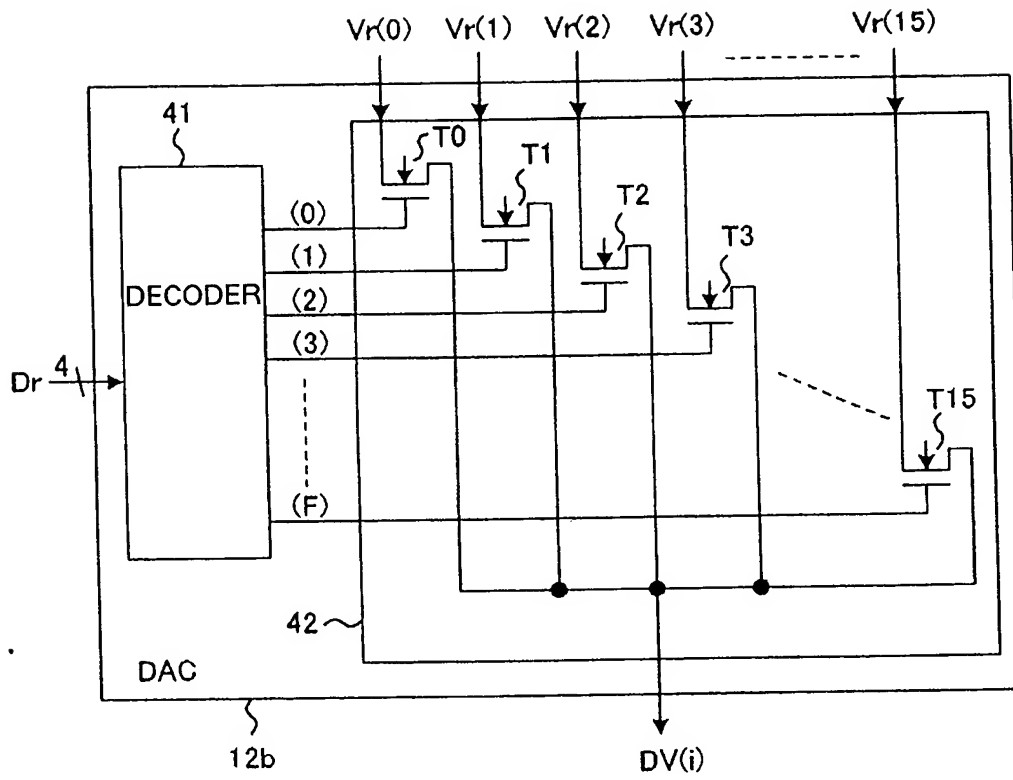 Vr(0) Vr(1) Vr(2) Vr(3) Vr(15)
41
T0
T1
(0)
T2
(1)
T3
DECODER
(2)
(3)
Dr 4
T15
(F)
42
DAC
12b
DV(i)